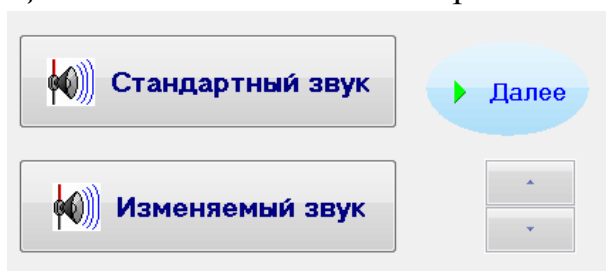 Стандартный звук
Далее
Изменяемый звук